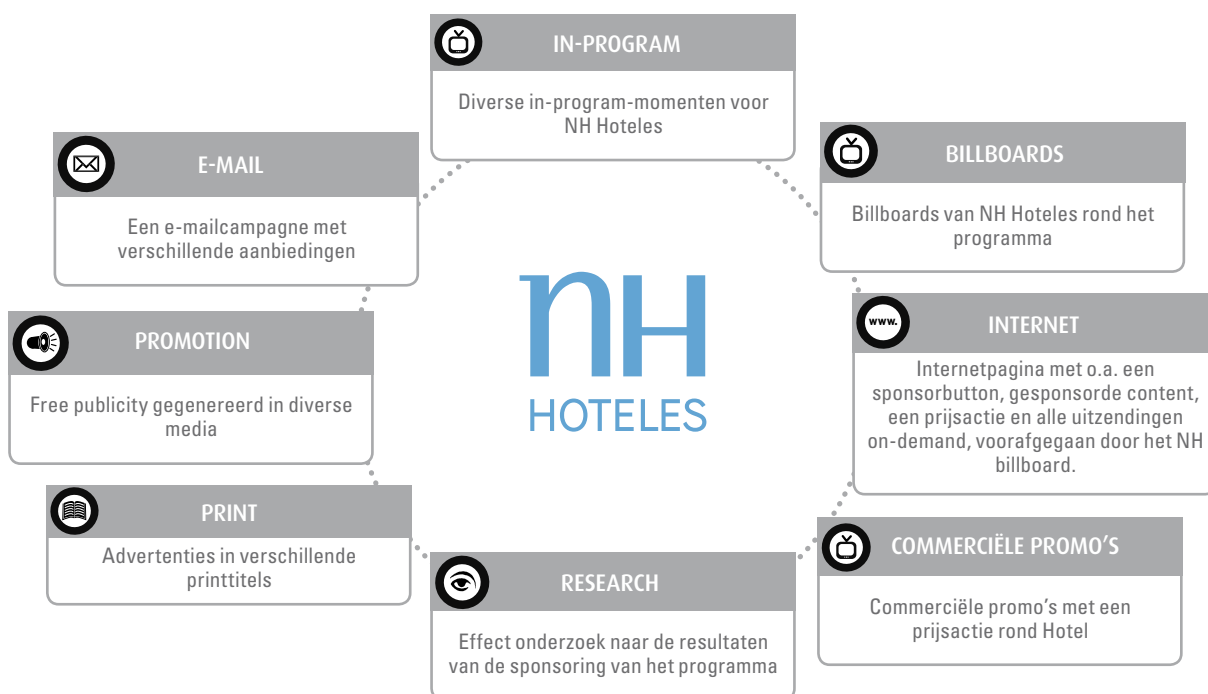 IN-PROGRAM
Diverse in-program-momenten voor
NH Hoteles
BILLBOARDS
Billboards van NH Hoteles rond het
programma
www.
INTERNET
Internetpagina met o.a. een
sponsorbutton, gesponsorde content,
een prijsactie en alle uitzendingen
on-demand, voorafgegaan door het NH
billboard.
COMMERCIËLE PROMO'S
Commerciële promo's met een
prijsactie rond Hotel
RESEARCH
Effect onderzoek naar de resultaten
van de sponsoring van het programma
PRINT
Advertenties in verschillende
printtitels
PROMOTION
Free publicity gegenereerd in diverse
media
E-MAIL
Een e-mailcampagne met
verschillende aanbiedingen
nH
HOTELES